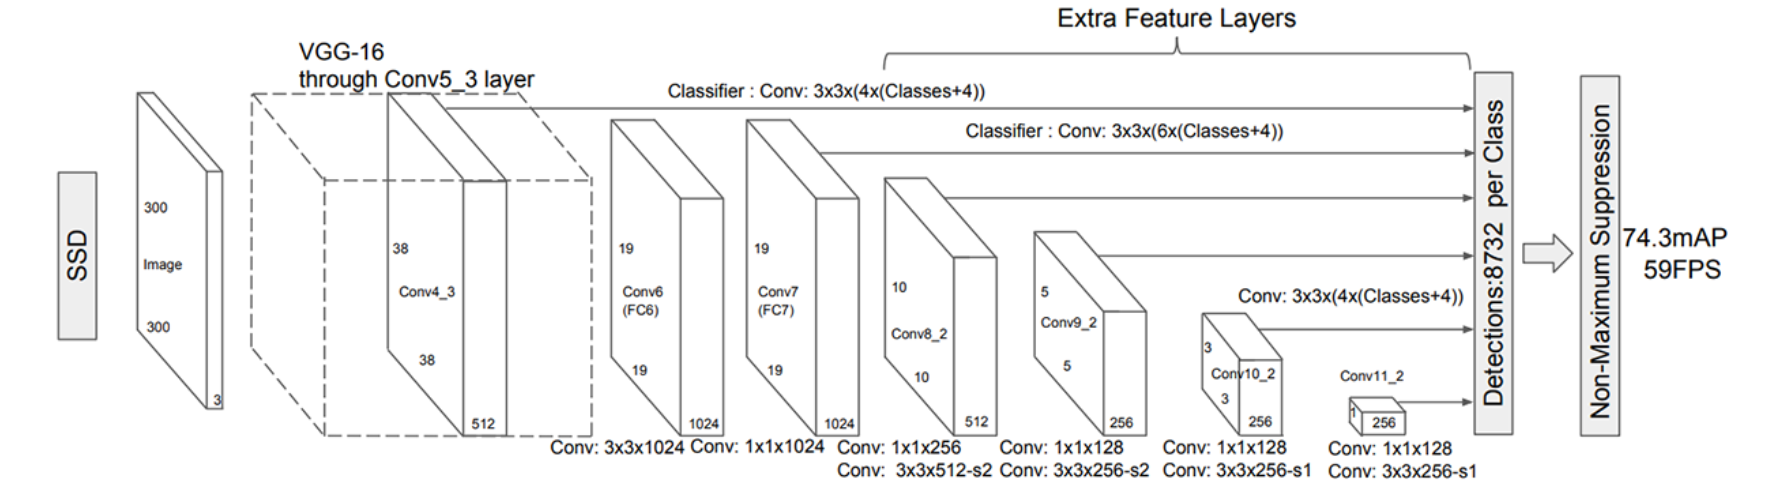 Extra Feature Layers
VGG-16
through Conv5_3 layer
Classifier : Conv: 3x3x(4x(Classes+4))
Classifier : Conv: 3x3x(6x(Classes+4))
SSD
300
Image
300
3
38
Conv4_3
38
512
19
Conv6
(FC6)
19
1024
19
Conv7
(FC7)
19
1024
10
Conv8_2
10
512
5
Conv9_2
5
256
Conv: 3x3x(4x(Classes+4))
3
Conv10_2
3
256
Conv11_2
1
256
Detections:8732 per Class
Non-Maximum Suppression
74.3mAP
59FPS
Conv: 3x3x1024
Conv: 1x1x1024
Conv: 1x1x256
Conv: 3x3x512-s2
Conv: 1x1x128
Conv: 3x3x256-s2
Conv: 1x1x128
Conv: 3x3x256-s1
Conv: 1x1x128
Conv: 3x3x256-s1